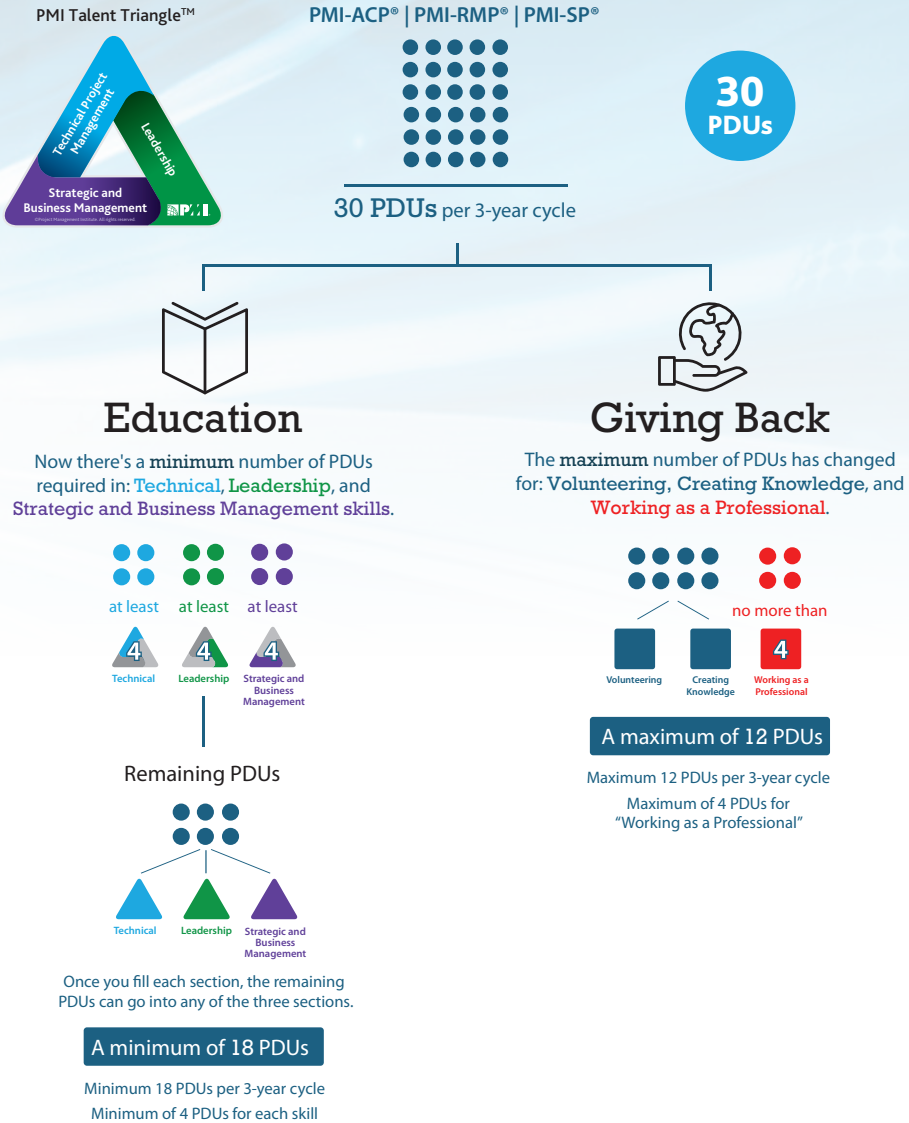 PMI Talent Triangle™
Technical Project
Management
Leadership
Strategic and
Business Management
PMI
©Project Management Institute. All rights reserved.
PMI-ACP® | PMI-RMP® | PMI-SP®
30
PDUs
30 PDUs per 3-year cycle
Education
Now there's a minimum number of PDUs
required in: Technical, Leadership, and
Strategic and Business Management skills.
at least at least at least
4 4 4
Technical Leadership Strategic and
Business
Management
Remaining PDUs
Technical Leadership Strategic and
Business
Management
Once you fill each section, the remaining
PDUs can go into any of the three sections.
A minimum of 18 PDUs
Minimum 18 PDUs per 3-year cycle
Minimum of 4 PDUs for each skill
Giving Back
The maximum number of PDUs has changed
for: Volunteering, Creating Knowledge, and
Working as a Professional.
no more than
4
Volunteering Creating Working as a
Knowledge Professional
A maximum of 12 PDUs
Maximum 12 PDUs per 3-year cycle
Maximum of 4 PDUs for
“Working as a Professional”